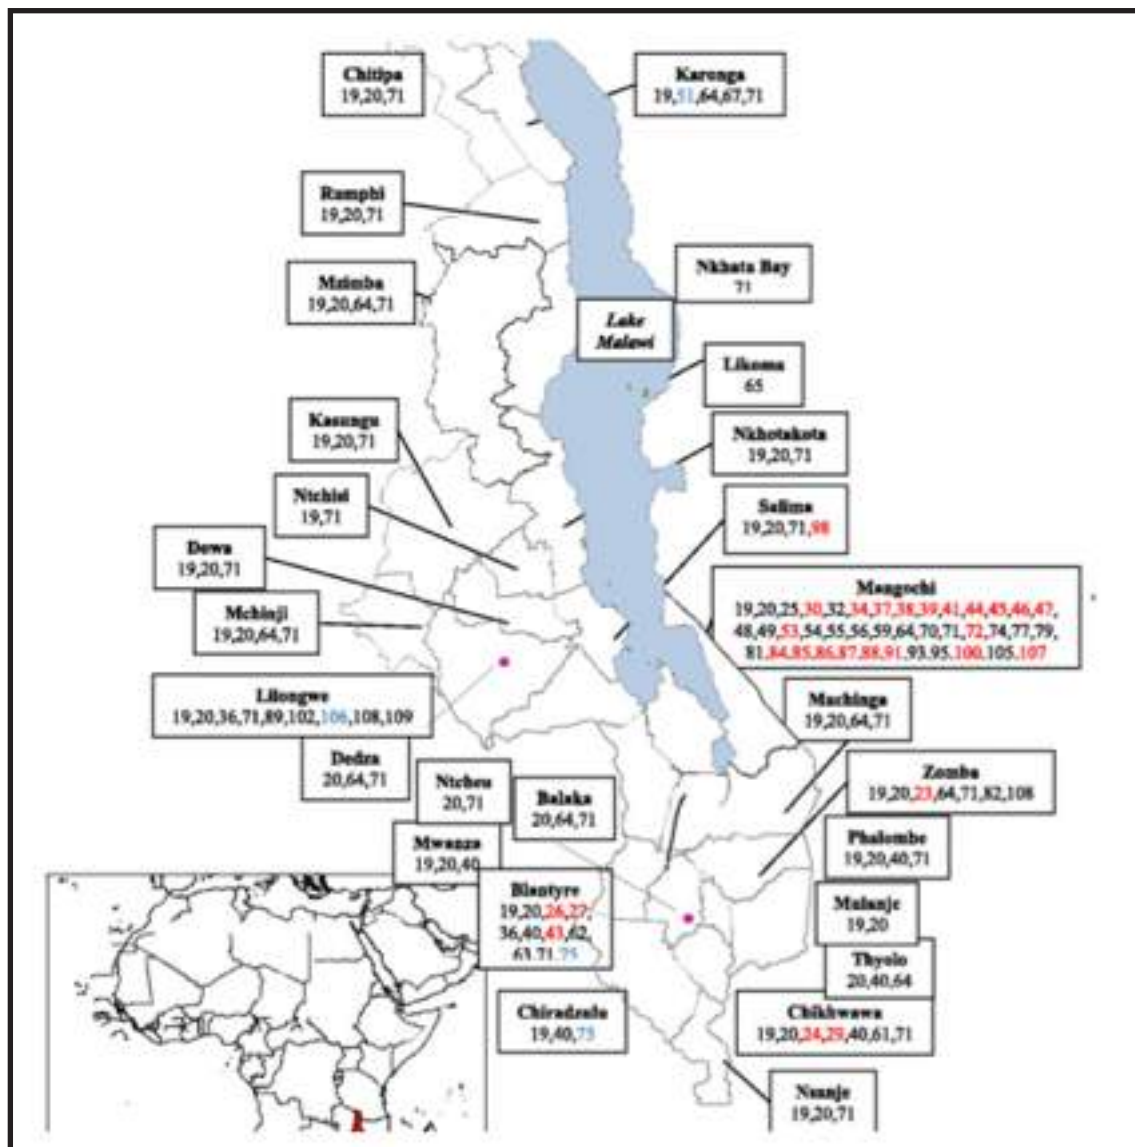 Chitipa
19,20,71
Karonga
19,51,64,67,71
Rumphi
19,20,71
Nkhata Bay
71
Mzimba
19,20,64,71
Lake
Malawi
Likoma
65
Kasungu
19,20,71
Nkhotakota
19,20,71
Ntchisi
19,71
Salima
19,20,71,98
Dowa
19,20,71
Mangochi
19,20,25,30,32,34,37,38,39,41,44,45,46,47,
48,49,53,54,55,56,59,64,70,71,72,74,77,79,
81,84,85,86,87,88,91,93,95,100,105,107
Mchinji
19,20,64,71
Lilongwe
19,20,36,71,89,102,106,108,109
Machinga
19,20,64,71
Dedza
20,64,71
Ntcheu
20,71
Balaka
20,64,71
Zomba
19,20,23,64,71,82,108
Mwanza
19,20,40
Phalombe
19,20,40,71
Blantyre
19,20,26,27,
36,40,43,62,
63,71,75
Mulanje
19,20
Thyolo
20,40,64
Chiradzulu
19,40,75
Chikhwawa
19,20,24,29,40,61,71
Nsanje
19,20,71